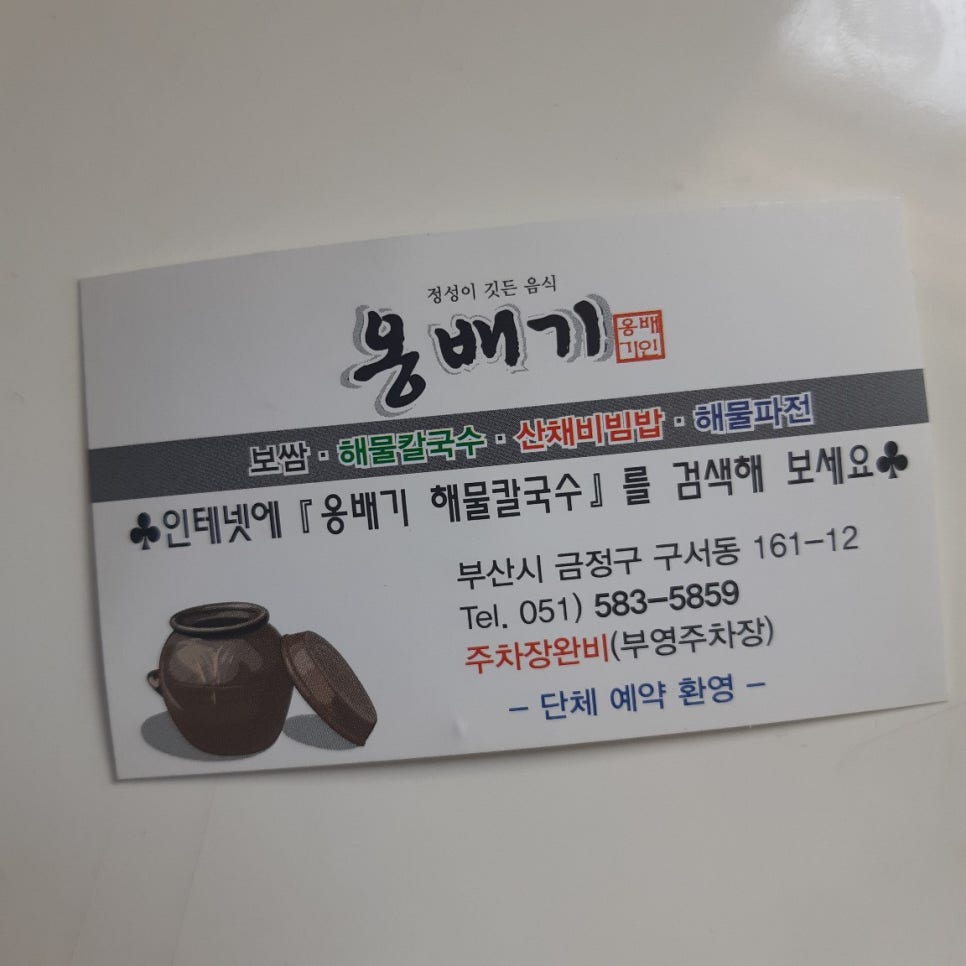 정성이 깃든 음식
옹배기
옹배
기인
보쌈 · 해물칼국수 · 산채비빔밥 · 해물파전
♣인테넷에 『옹배기 해물칼국수』를 검색해 보세요♣
부산시 금정구 구서동 161-12
Tel. 051) 583-5859
주차장완비(부영주차장)
- 단체 예약 환영 -